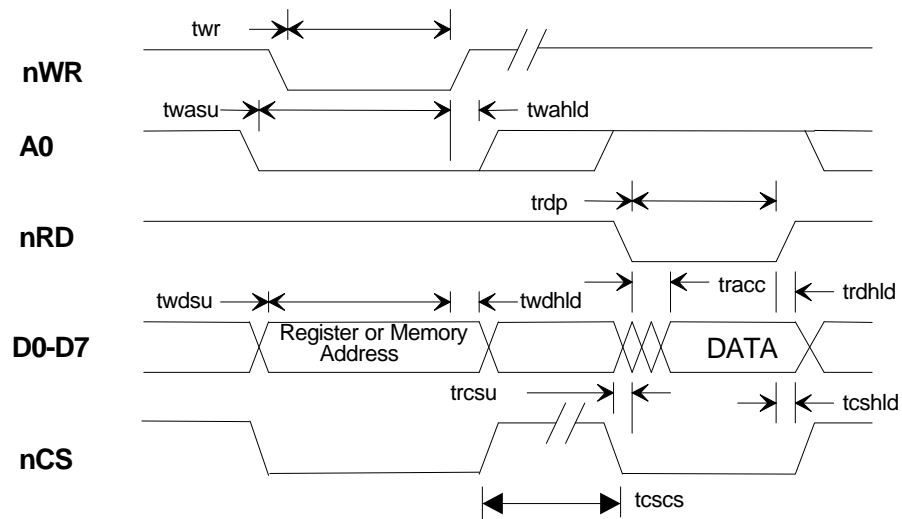 twr
nWR
twasu
twahld
A0
trdp
nRD
twdsu
twdhld
tracc
trdhld
D0-D7
Register or Memory
Address
DATA
trcsu
tcshld
nCS
tcscs